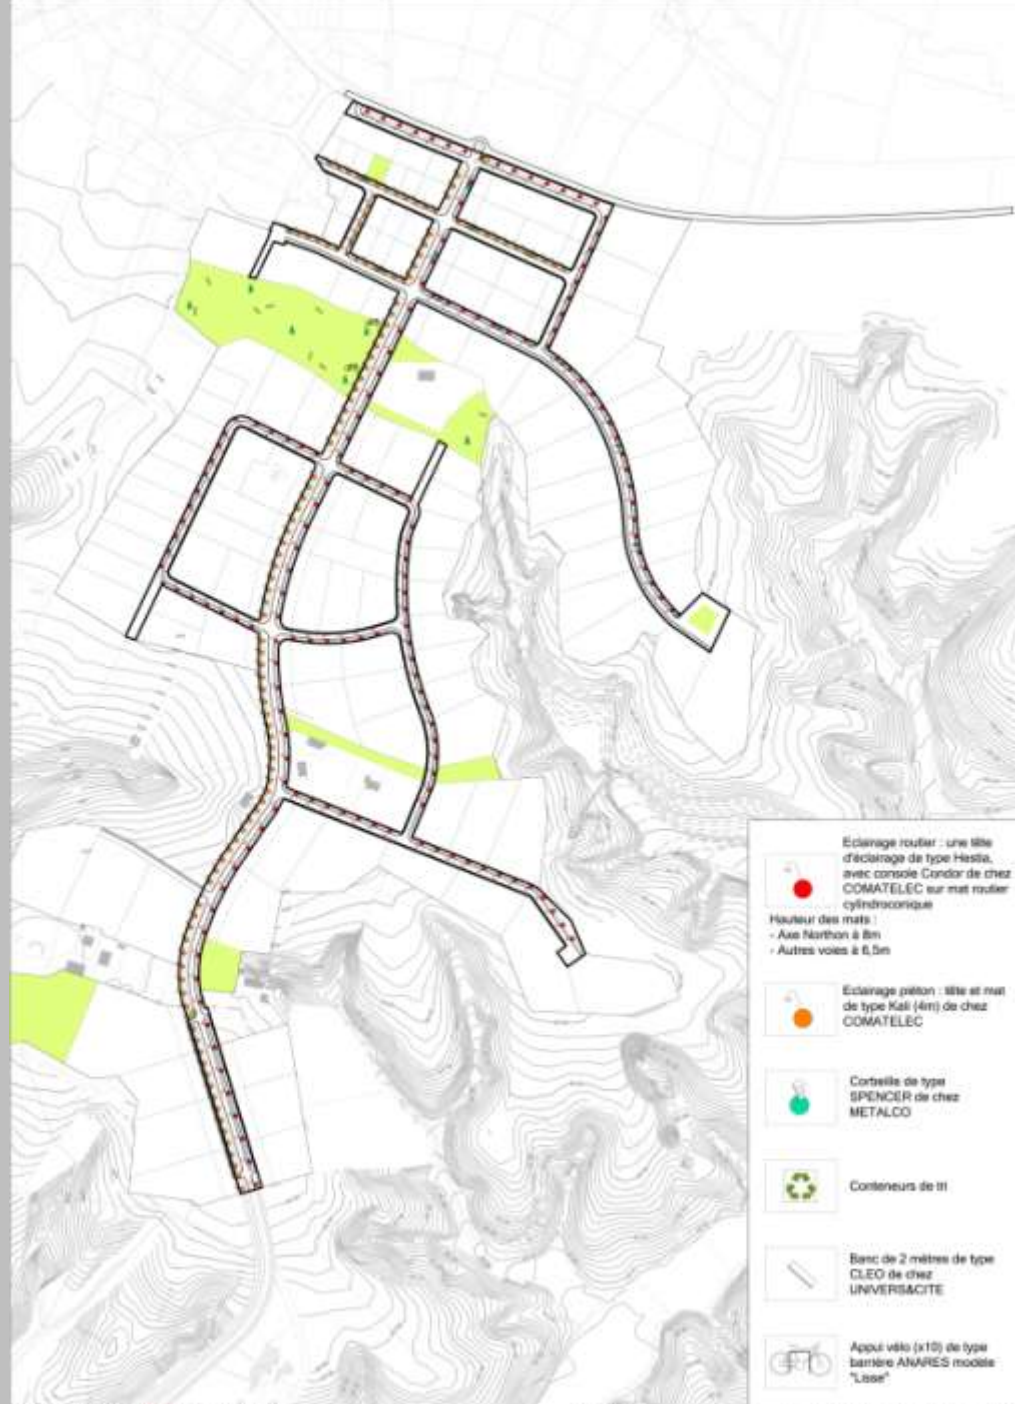 Eclairage routier : une tête
d'éclairage de type Hestia,
avec console Condor de chez
COMATELEC sur mat routier
cylindroconique
Hauteur des mats :
- Axe Northon à 8m
- Autres voies à 6,5m
Eclairage piéton : tête et mat
de type Kali (4m) de chez
COMATELEC
Corbeille de type
SPENCER de chez
METALCO
Conteneurs de tri
Banc de 2 mètres de type
CLEO de chez
UNIVERS&CITE
Appui vélo (x10) de type
barrière ANARES modèle
"Lisse"